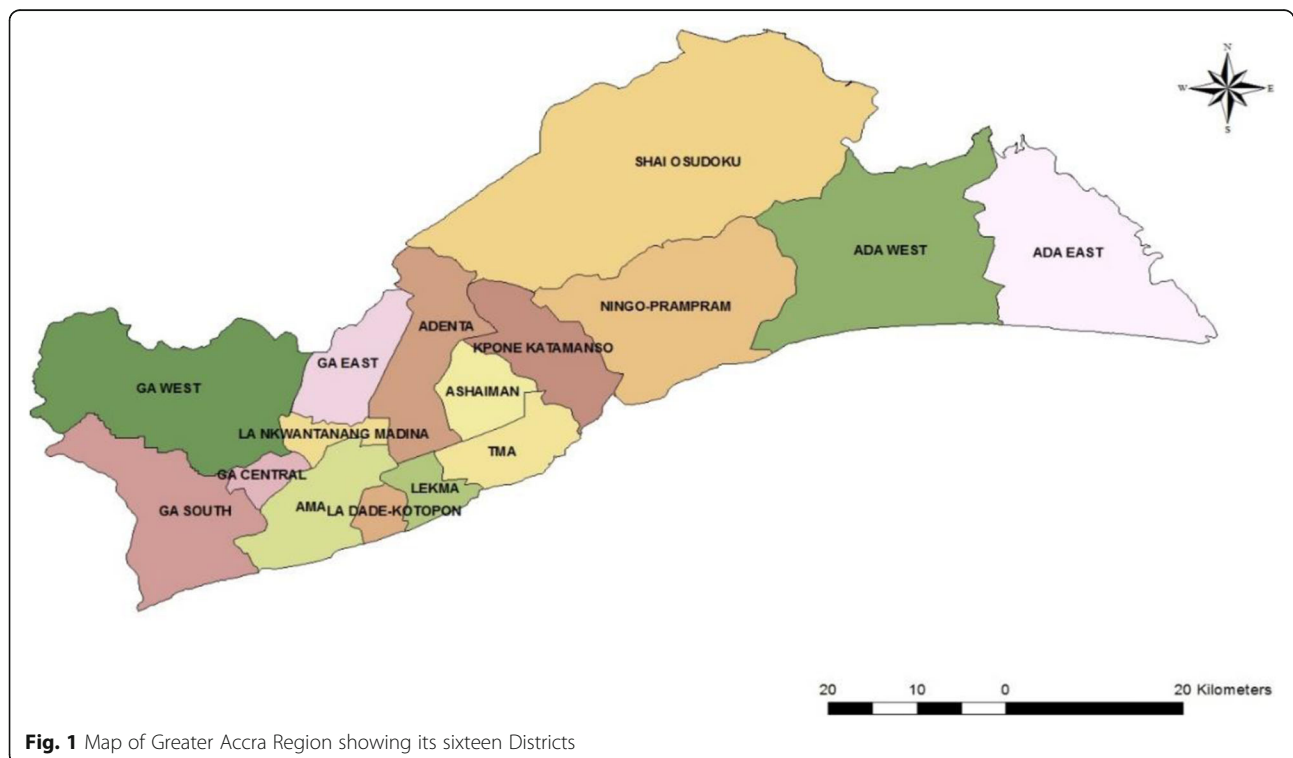 N
W E
S
SHAI OSUDOKU
ADA WEST
ADA EAST
NINGO-PRAMPRAM
ADENTA
KPONE KATAMANSO
GA EAST
GA WEST
ASHAIMAN
LA NKWANTANANG MADINA
TMA
GA CENTRAL
LEKMA
GA SOUTH
AMA
LA DADE-KOTOPON
20 10 0 20 Kilometers
Fig. 1 Map of Greater Accra Region showing its sixteen Districts